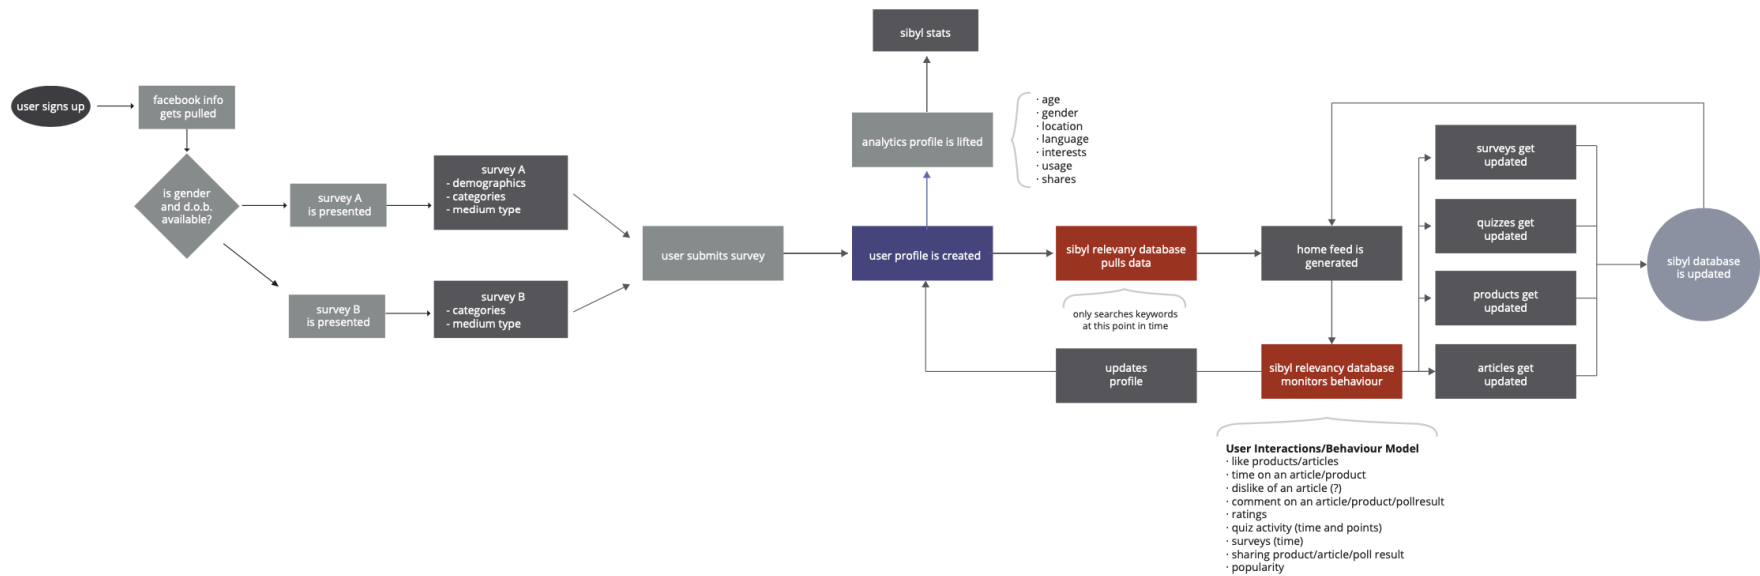 user signs up
facebook info
gets pulled
is gender
and d.o.b.
available?
survey A
is presented
survey A
- demographics
- categories
- medium type
survey B
is presented
survey B
- categories
- medium type
user submits survey
user profile is created
analytics profile is lifted
sibyl stats
· age
· gender
· location
· language
· interests
· usage
· shares
sibyl relevany database
pulls data
only searches keywords
at this point in time
home feed is
generated
sibyl relevancy database
monitors behaviour
updates
profile
User Interactions/Behaviour Model
· like products/articles
· time on an article/product
· dislike of an article (?)
· comment on an article/product/pollresult
· ratings
· quiz activity (time and points)
· surveys (time)
· sharing product/article/poll result
· popularity
surveys get
updated
quizzes get
updated
products get
updated
articles get
updated
sibyl database
is updated